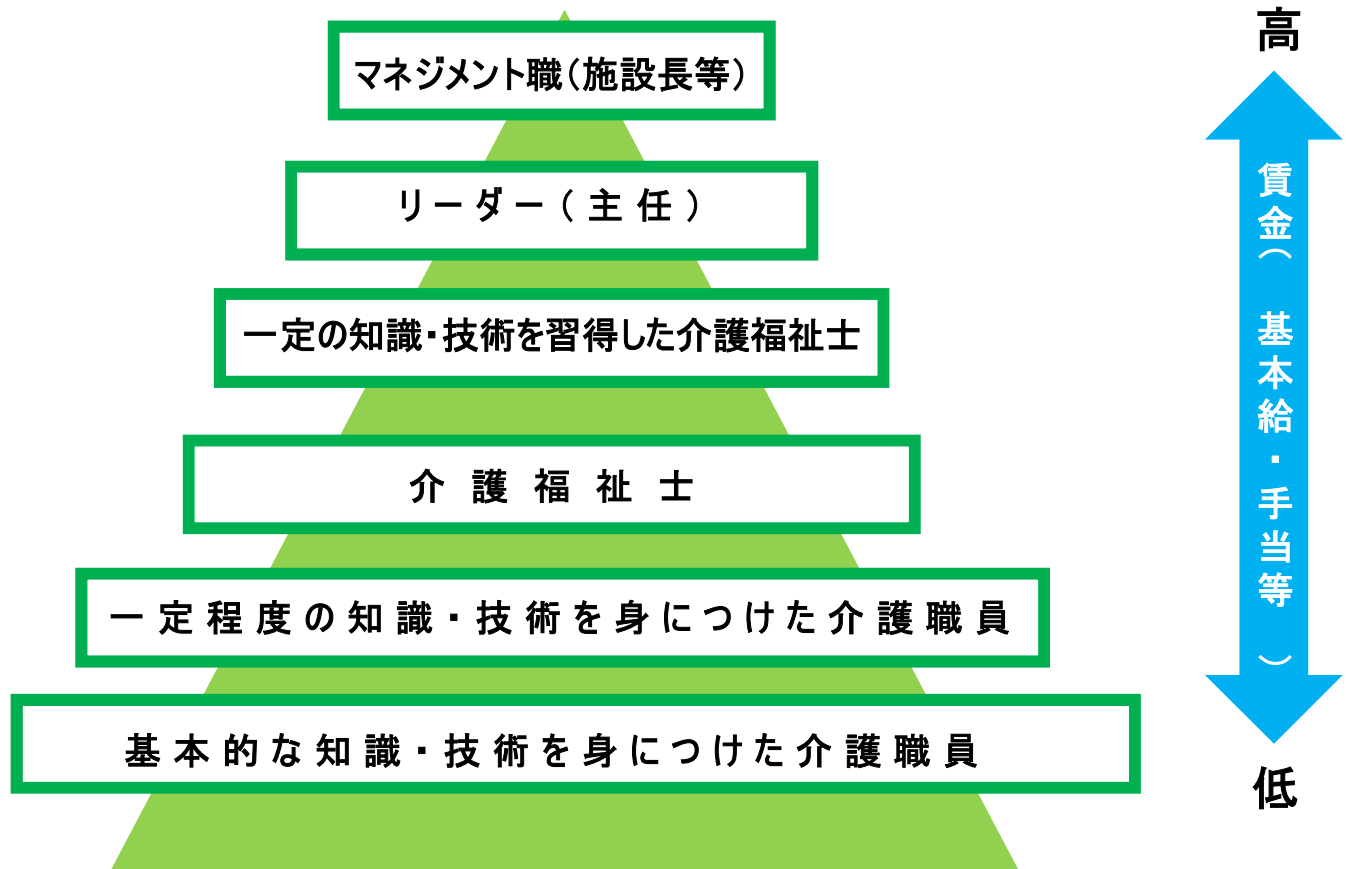 マネジメント職（施設長等）
リーダー（主任）
一定の知識・技術を習得した介護福祉士
介護福祉士
一定程度の知識・技術を身につけた介護職員
基本的な知識・技術を身につけた介護職員
高
賃金（基本給・手当等）
低